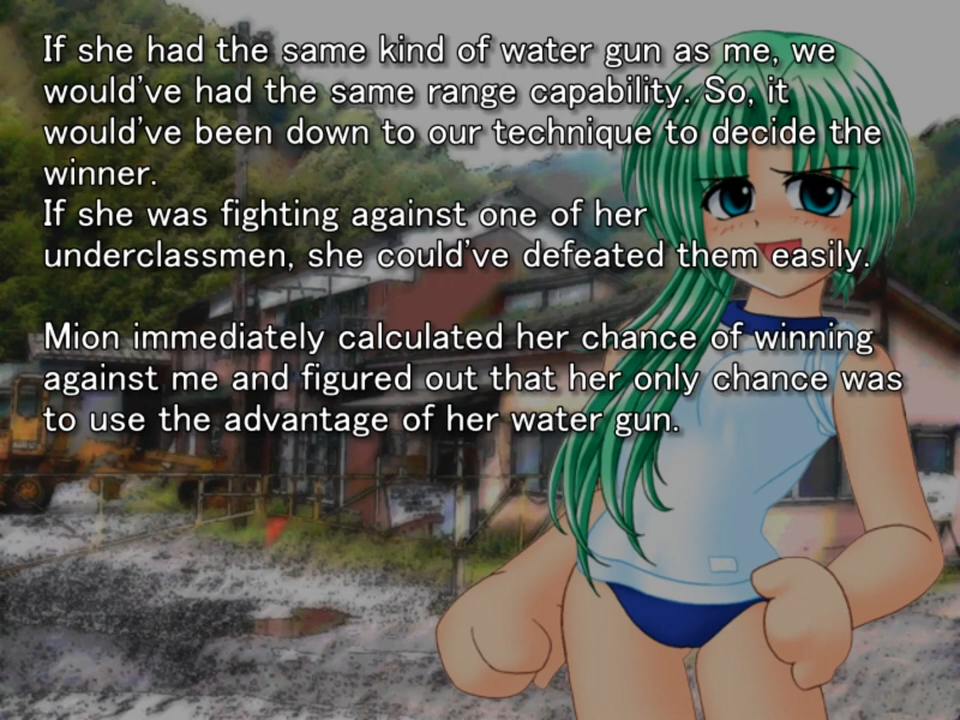 If she had the same kind of water gun as me, we
would've had the same range capability. So, it
would've been down to our technique to decide the
winner.
If she was fighting against one of her
underclassmen, she could've defeated them easily.
Mion immediately calculated her chance of winning
against me and figured out that her only chance was
to use the advantage of her water gun.